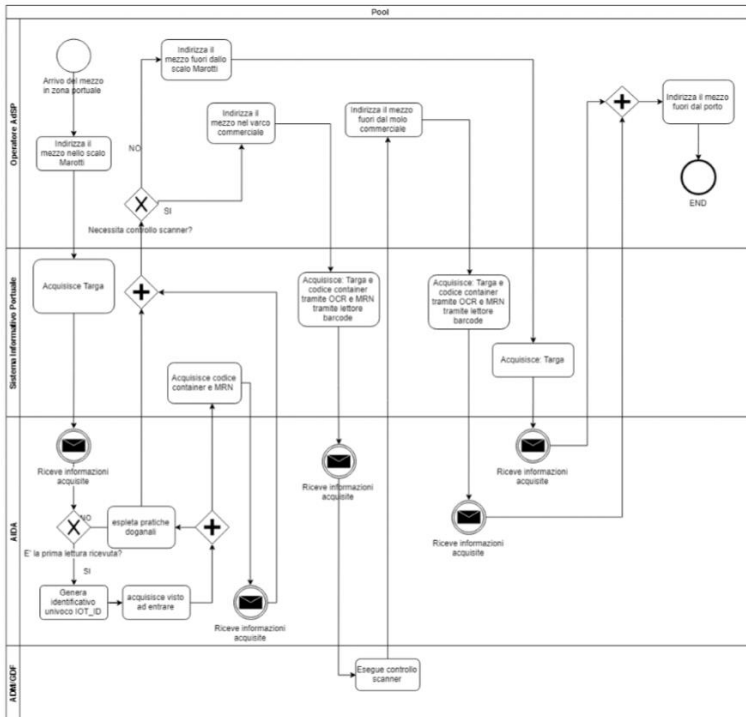 Pool
Operatore AdSP
Arrivo del mezzo
in zona portuale
Indirizza il
mezzo nello scalo
Marotti
Indirizza il
mezzo fuori dallo
scalo Marotti
NO
Indirizza il
mezzo nel varco
commerciale
SI
Necessita controllo scanner?
Indirizza il mezzo
fuori dal molo
commerciale
Indirizza il mezzo
fuori dal porto
END
Sistema Informativo Portuale
Acquisisce Targa
Acquisisce codice
container e MRN
Acquisisce: Targa e
codice container
tramite OCR e MRN
tramite lettore
barcode
Acquisisce: Targa e
codice container
tramite OCR e MRN
tramite lettore
barcode
Acquisisce: Targa
AIDA
Riceve informazioni
acquisite
NO
E' la prima lettura ricevuta?
SI
Genera
identificativo
univoco IOT_ID
acquisisce visto
ad entrare
espleta pratiche
doganali
Riceve informazioni
acquisite
Riceve informazioni
acquisite
Riceve informazioni
acquisite
Riceve informazioni
acquisite
ADM/GDF
Esegue controllo
scanner